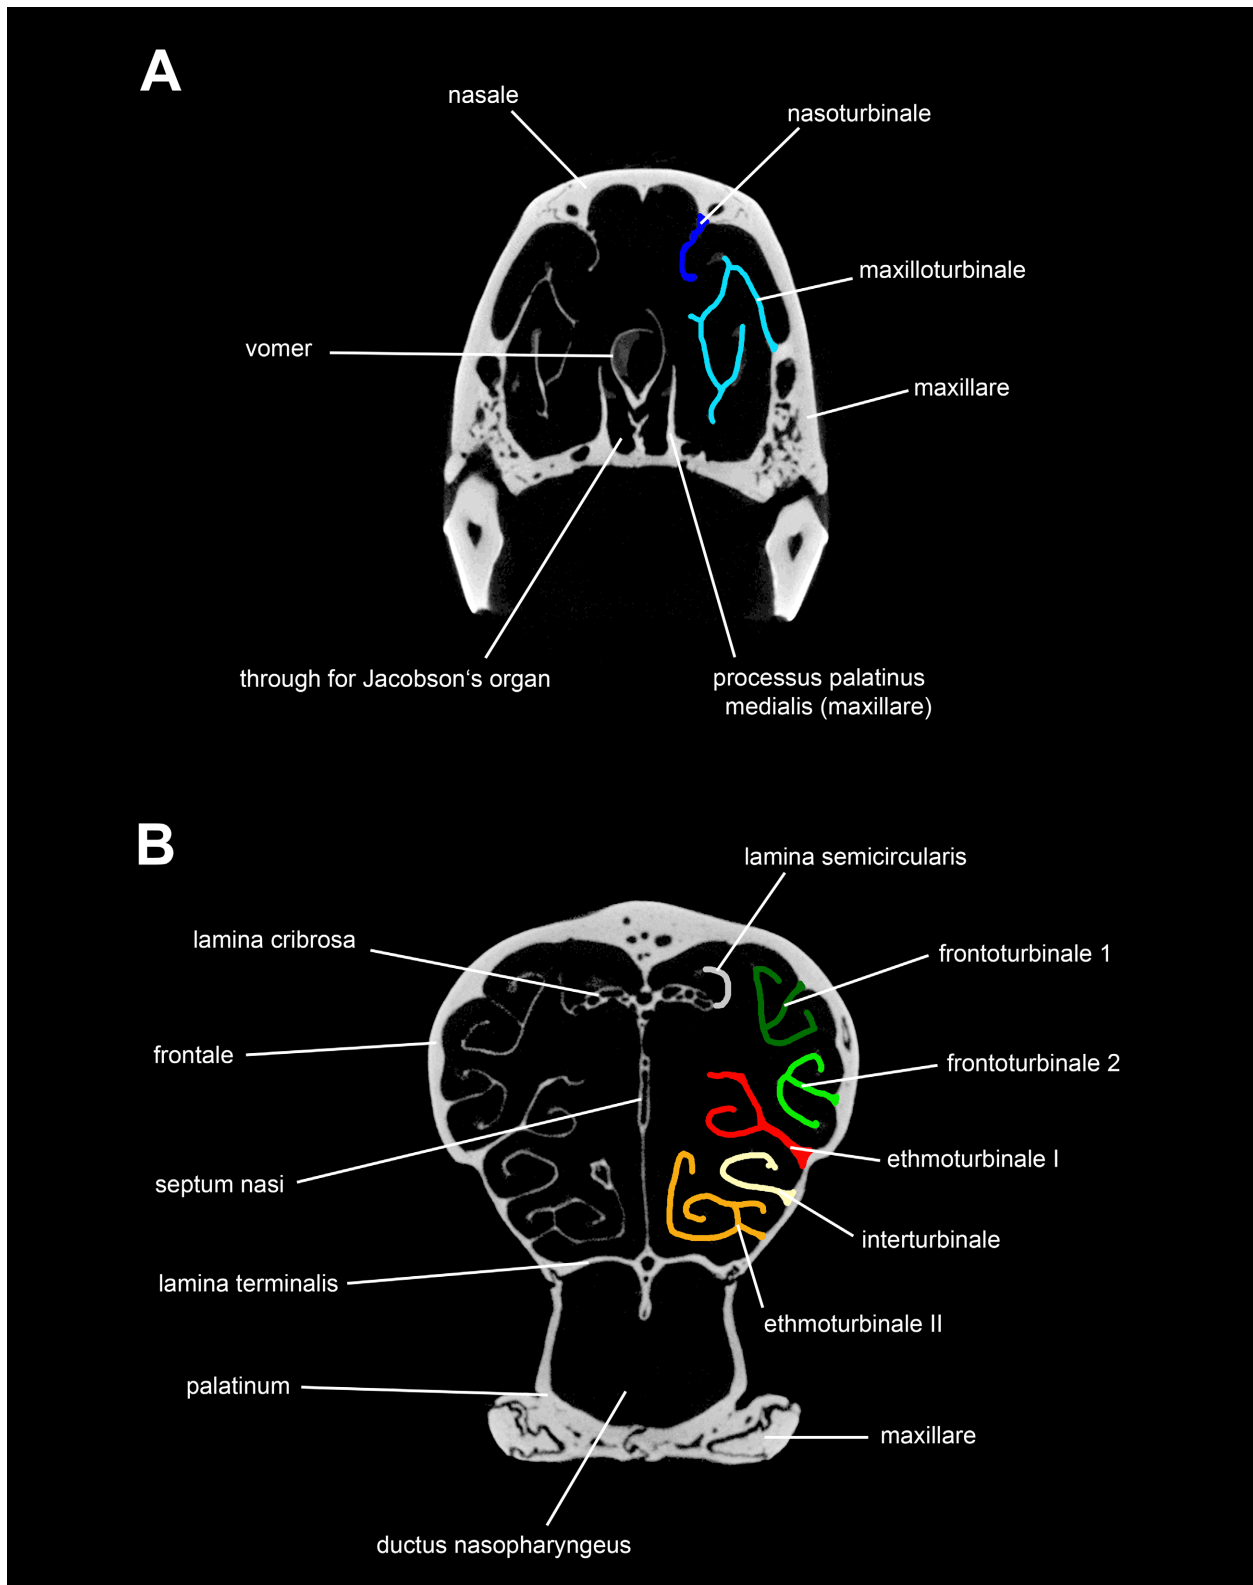 A
nasale
nasoturbinale
maxilloturbinale
vomer
maxillare
through for Jacobson‘s organ
processus palatinus
medialis (maxillare)
B
lamina semicircularis
lamina cribrosa
frontoturbinale 1
frontale
frontoturbinale 2
ethmoturbinale I
septum nasi
interturbinale
lamina terminalis
ethmoturbinale II
palatinum
maxillare
ductus nasopharyngeus